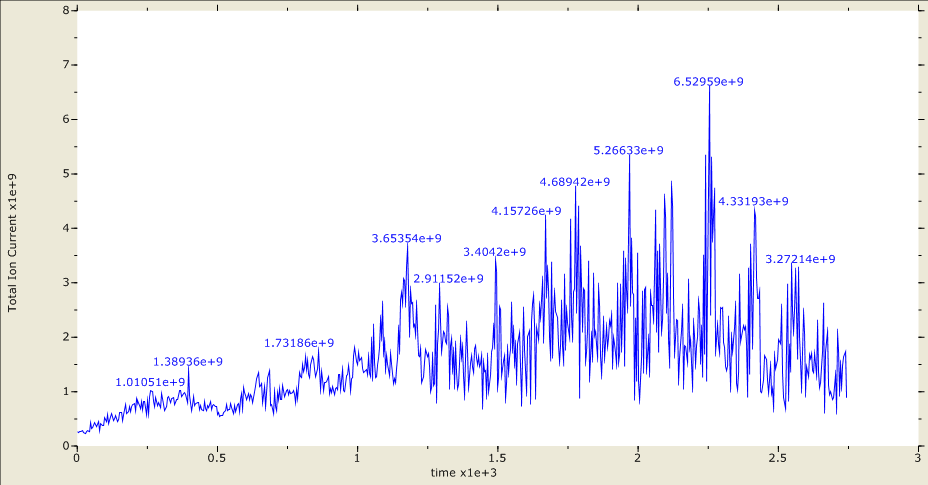 8
7
6.52959e+9
6
5.26633e+9
5
4.68942e+9
4.33193e+9
4.15726e+9
4
3.65354e+9
3.4042e+9
3.27214e+9
3
2.91152e+9
2
1.73186e+9
1.38936e+9
1.01051e+9
1
0
Total Ion Current x1e+9
0
0.5
1
1.5
2
2.5
3
time x1e+3